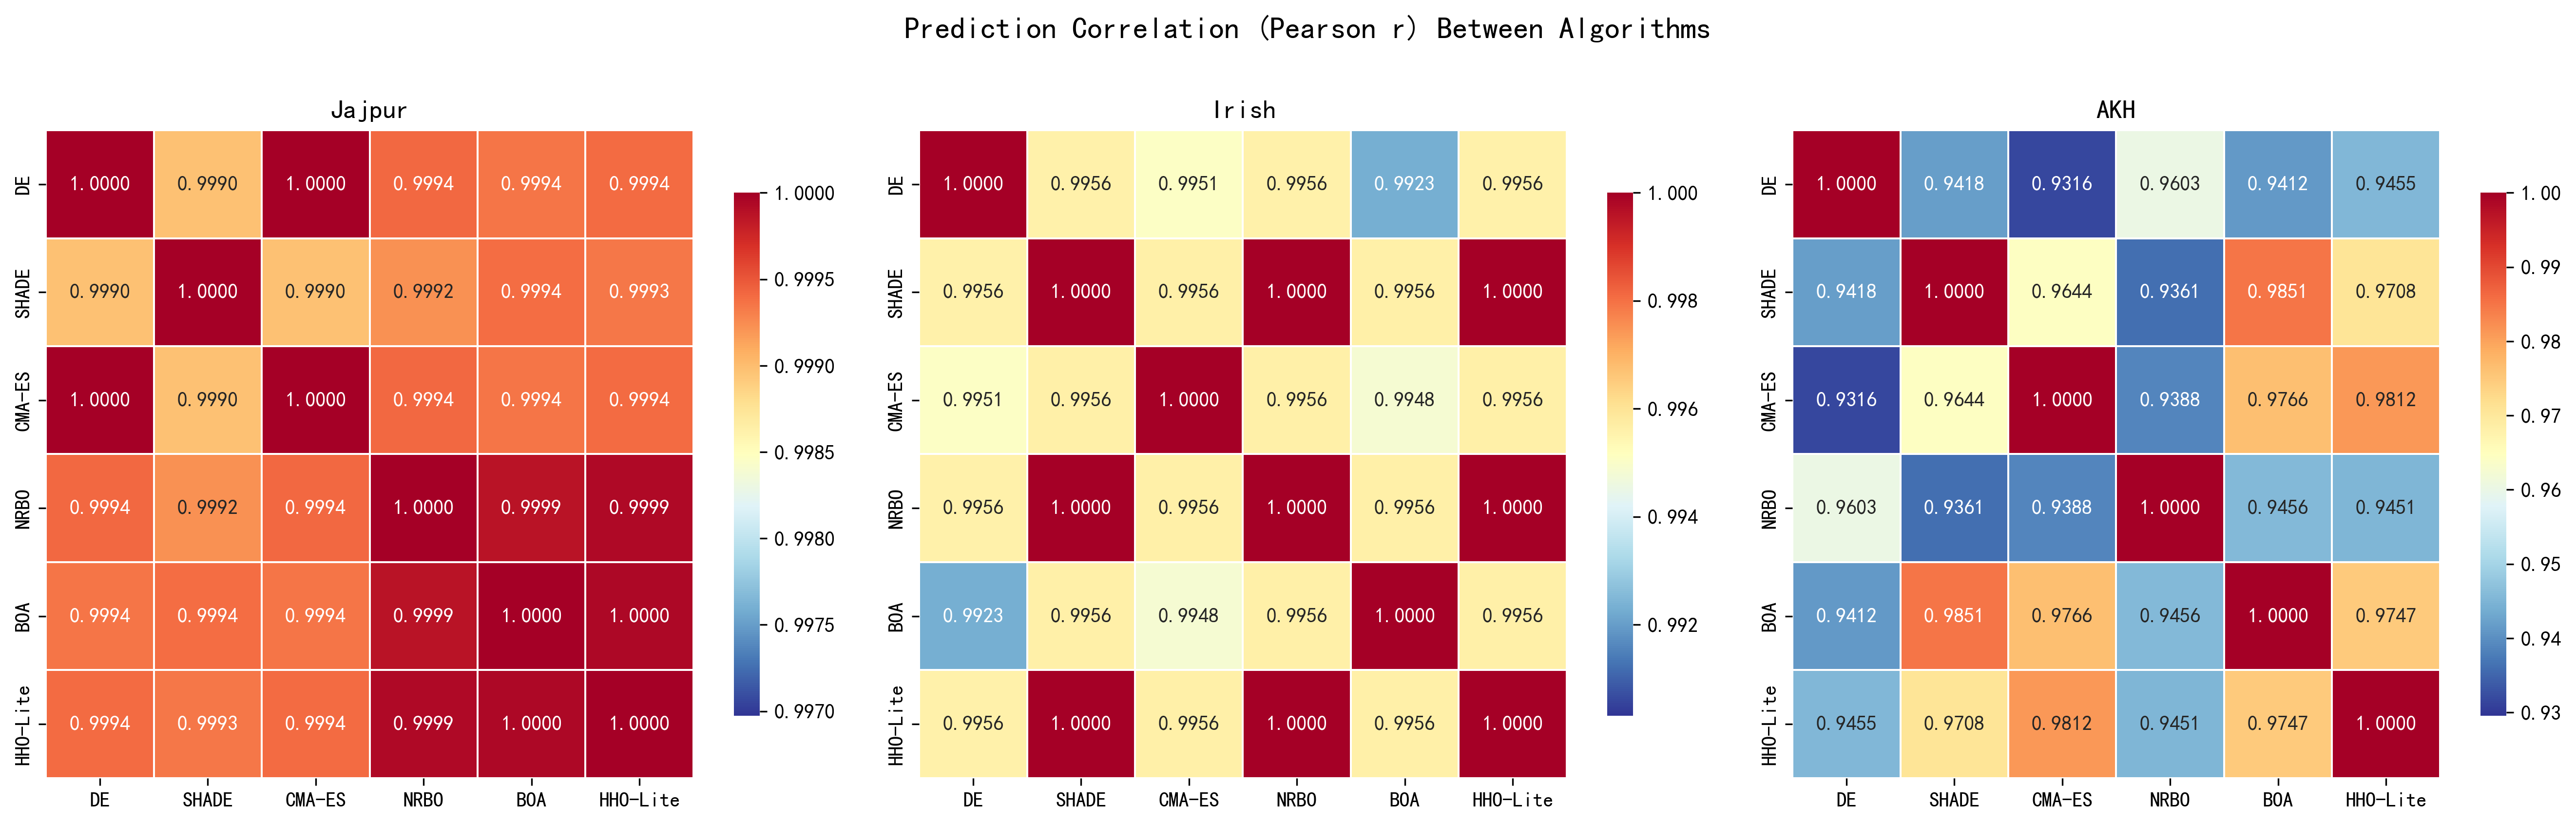 Prediction Correlation (Pearson r) Between Algorithms
Jajpur
DE 1.0000 0.9990 1.0000 0.9994 0.9994 0.9994
SHADE 0.9990 1.0000 0.9990 0.9992 0.9994 0.9993
CMA-ES 1.0000 0.9990 1.0000 0.9994 0.9994 0.9994
NRBO 0.9994 0.9992 0.9994 1.0000 0.9999 0.9999
BOA 0.9994 0.9994 0.9994 0.9999 1.0000 1.0000
HHO-Lite 0.9994 0.9993 0.9994 0.9999 1.0000 1.0000
DE SHADE CMA-ES NRBO BOA HHO-Lite
1.0000
0.9995
0.9990
0.9985
0.9980
0.9975
0.9970
Irish
DE 1.0000 0.9956 0.9951 0.9956 0.9923 0.9956
SHADE 0.9956 1.0000 0.9956 1.0000 0.9956 1.0000
CMA-ES 0.9951 0.9956 1.0000 0.9956 0.9948 0.9956
NRBO 0.9956 1.0000 0.9956 1.0000 0.9956 1.0000
BOA 0.9923 0.9956 0.9948 0.9956 1.0000 0.9956
HHO-Lite 0.9956 1.0000 0.9956 1.0000 0.9956 1.0000
DE SHADE CMA-ES NRBO BOA HHO-Lite
1.000
0.998
0.996
0.994
0.992
AKH
DE 1.0000 0.9418 0.9316 0.9603 0.9412 0.9455
SHADE 0.9418 1.0000 0.9644 0.9361 0.9851 0.9708
CMA-ES 0.9316 0.9644 1.0000 0.9388 0.9766 0.9812
NRBO 0.9603 0.9361 0.9388 1.0000 0.9456 0.9451
BOA 0.9412 0.9851 0.9766 0.9456 1.0000 0.9747
HHO-Lite 0.9455 0.9708 0.9812 0.9451 0.9747 1.0000
DE SHADE CMA-ES NRBO BOA HHO-Lite
1.00
0.99
0.98
0.97
0.96
0.95
0.94
0.93